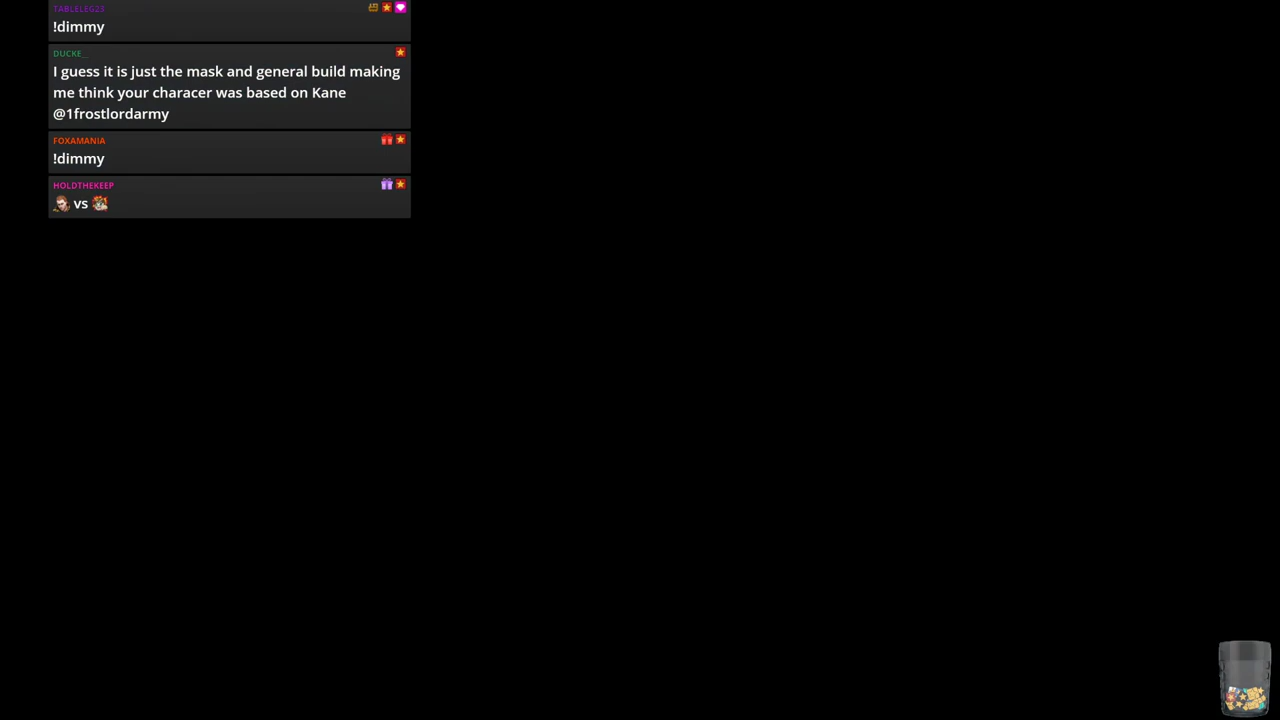 TABLELEG23
!dimmy
DUCKE__
I guess it is just the mask and general build making
me think your characer was based on Kane
@1frostlordarmy
FOXAMANIA
!dimmy
HOLDTHEKEEP
vs